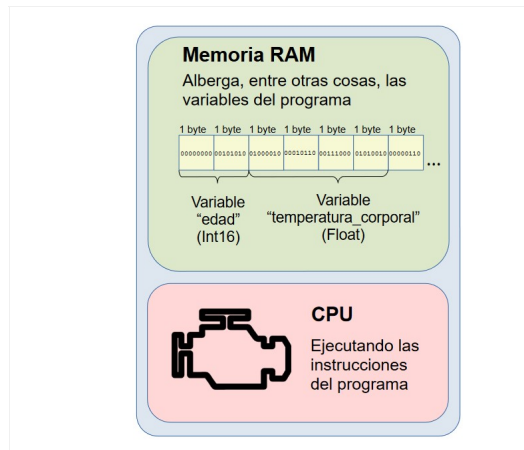 Memoria RAM
Alberga, entre otras cosas, las
variables del programa
1 byte 1 byte 1 byte 1 byte 1 byte 1 byte 1 byte
00000000 00101010 01000010 00010110 00111000 01010010 00000110 ...
Variable
"edad"
(Int16)
Variable
"temperatura_corporal"
(Float)
CPU
Ejecutando las
instrucciones
del programa